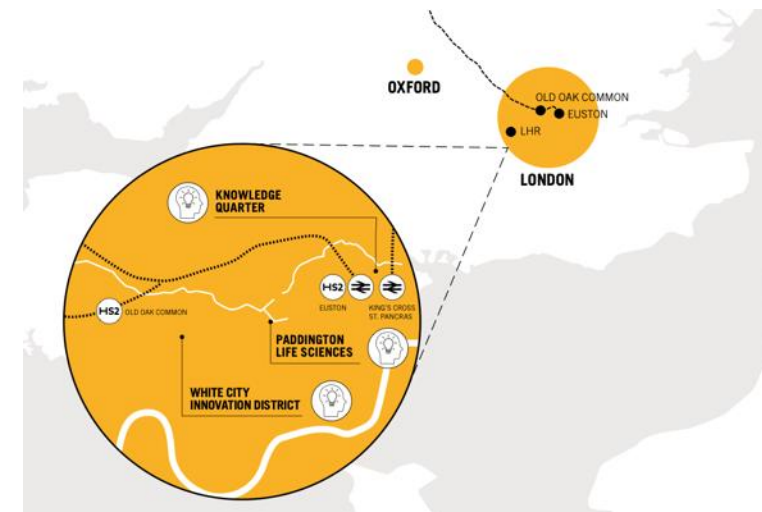 OXFORD
OLD OAK COMMON
EUSTON
LHR
LONDON
KNOWLEDGE
QUARTER
HS2
EUSTON
KING'S CROSS
ST. PANCRAS
HS2
OLD OAK COMMON
PADDINGTON
LIFE SCIENCES
WHITE CITY
INNOVATION DISTRICT